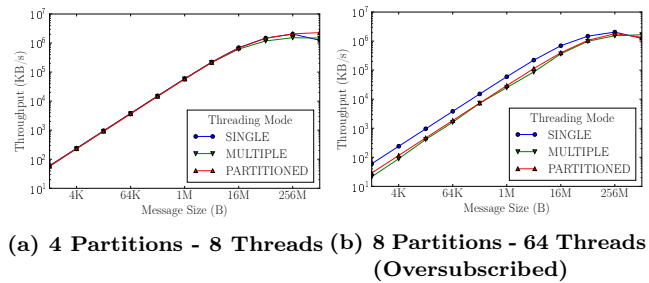 10^7
10^6
10^5
10^4
10^3
10^2
10^1
Throughput (KB/s)
Threading Mode
SINGLE
MULTIPLE
PARTITIONED
4K 64K 1M 16M 256M
Message Size (B)
(a) 4 Partitions - 8 Threads
10^7
10^6
10^5
10^4
10^3
10^2
10^1
Throughput (KB/s)
Threading Mode
SINGLE
MULTIPLE
PARTITIONED
4K 64K 1M 16M 256M
Message Size (B)
(b) 8 Partitions - 64 Threads
(Oversubscribed)